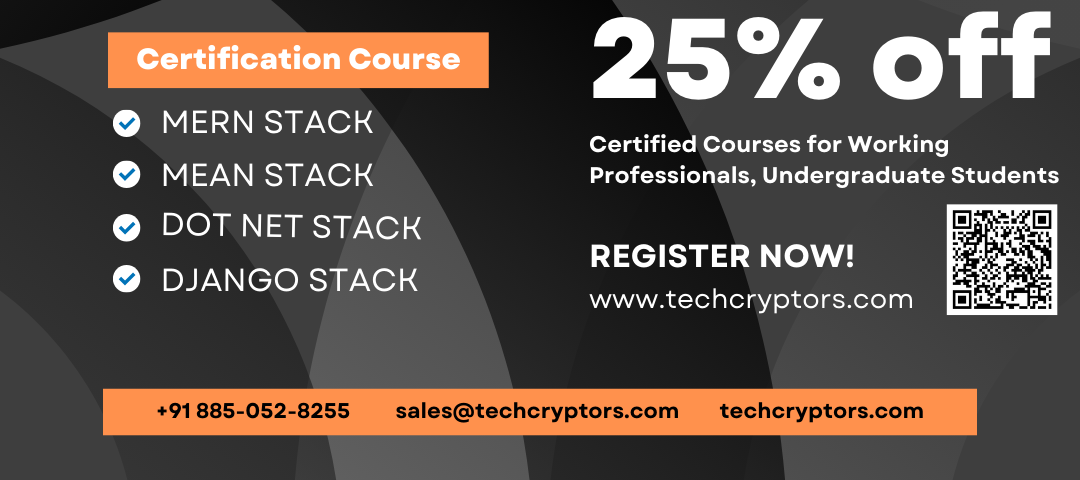 Certification Course
MERN STACK
MEAN STACK
DOT NET STACK
DJANGO STACK
25% off
Certified Courses for Working
Professionals, Undergraduate Students
REGISTER NOW!
www.techcryptors.com
+91 885-052-8255 sales@techcryptors.com techcryptors.com